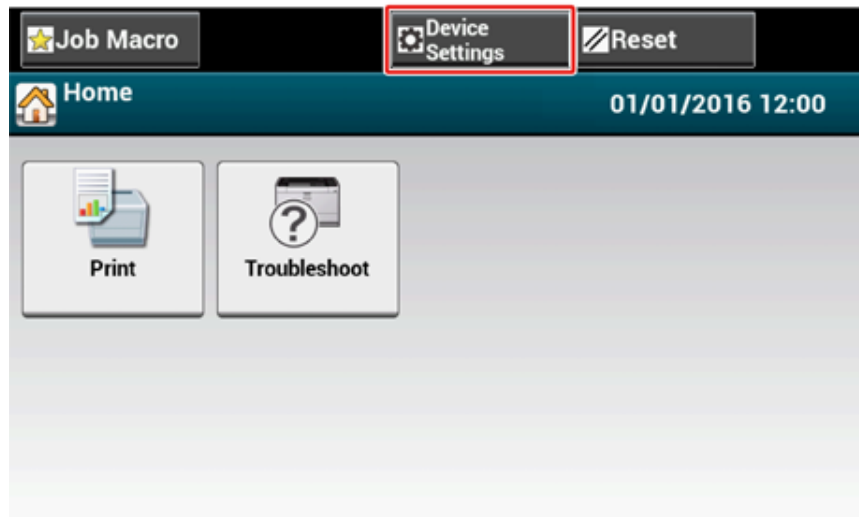 Job Macro
Device
Settings
Reset
Home
01/01/2016 12:00
Print
Troubleshoot